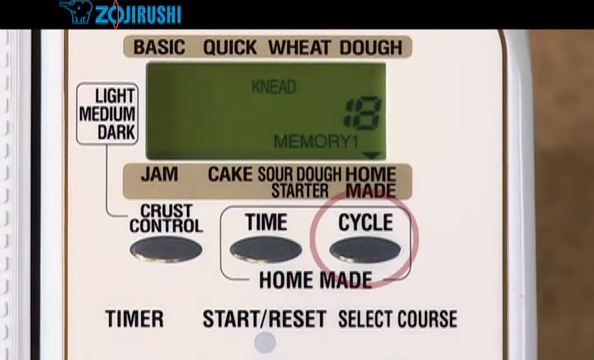 ZOJIRUSHI
BASIC QUICK WHEAT DOUGH
LIGHT
MEDIUM
DARK
KNEAD
18
MEMORY1
JAM CAKE SOUR DOUGH STARTER HOME MADE
CRUST CONTROL
TIME
CYCLE
HOME MADE
TIMER START/RESET SELECT COURSE